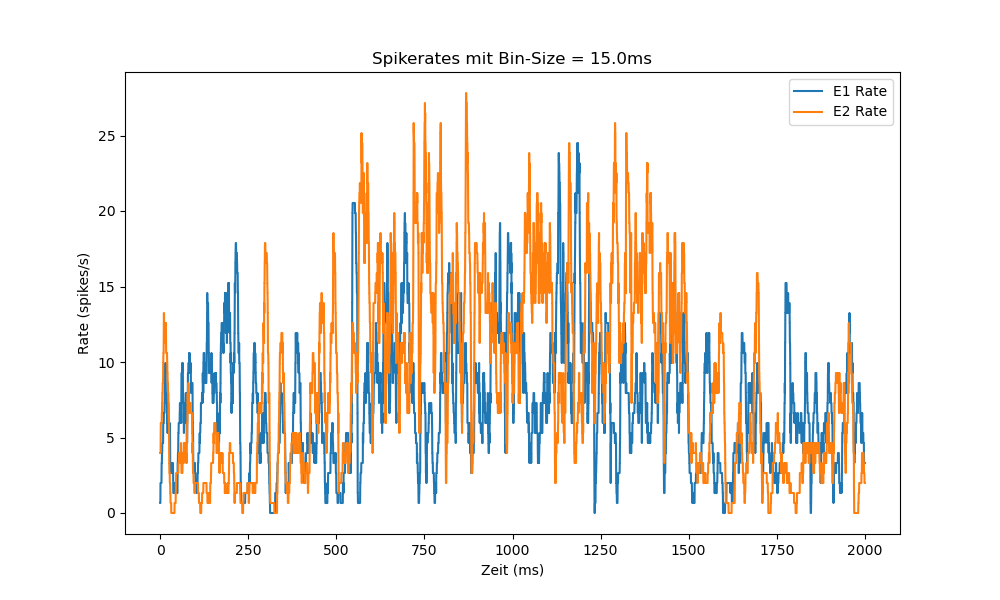 Spikerates mit Bin-Size = 15.0ms
E1 Rate
E2 Rate
Rate (spikes/s)
25
20
15
10
5
0
0 250 500 750 1000 1250 1500 1750 2000
Zeit (ms)